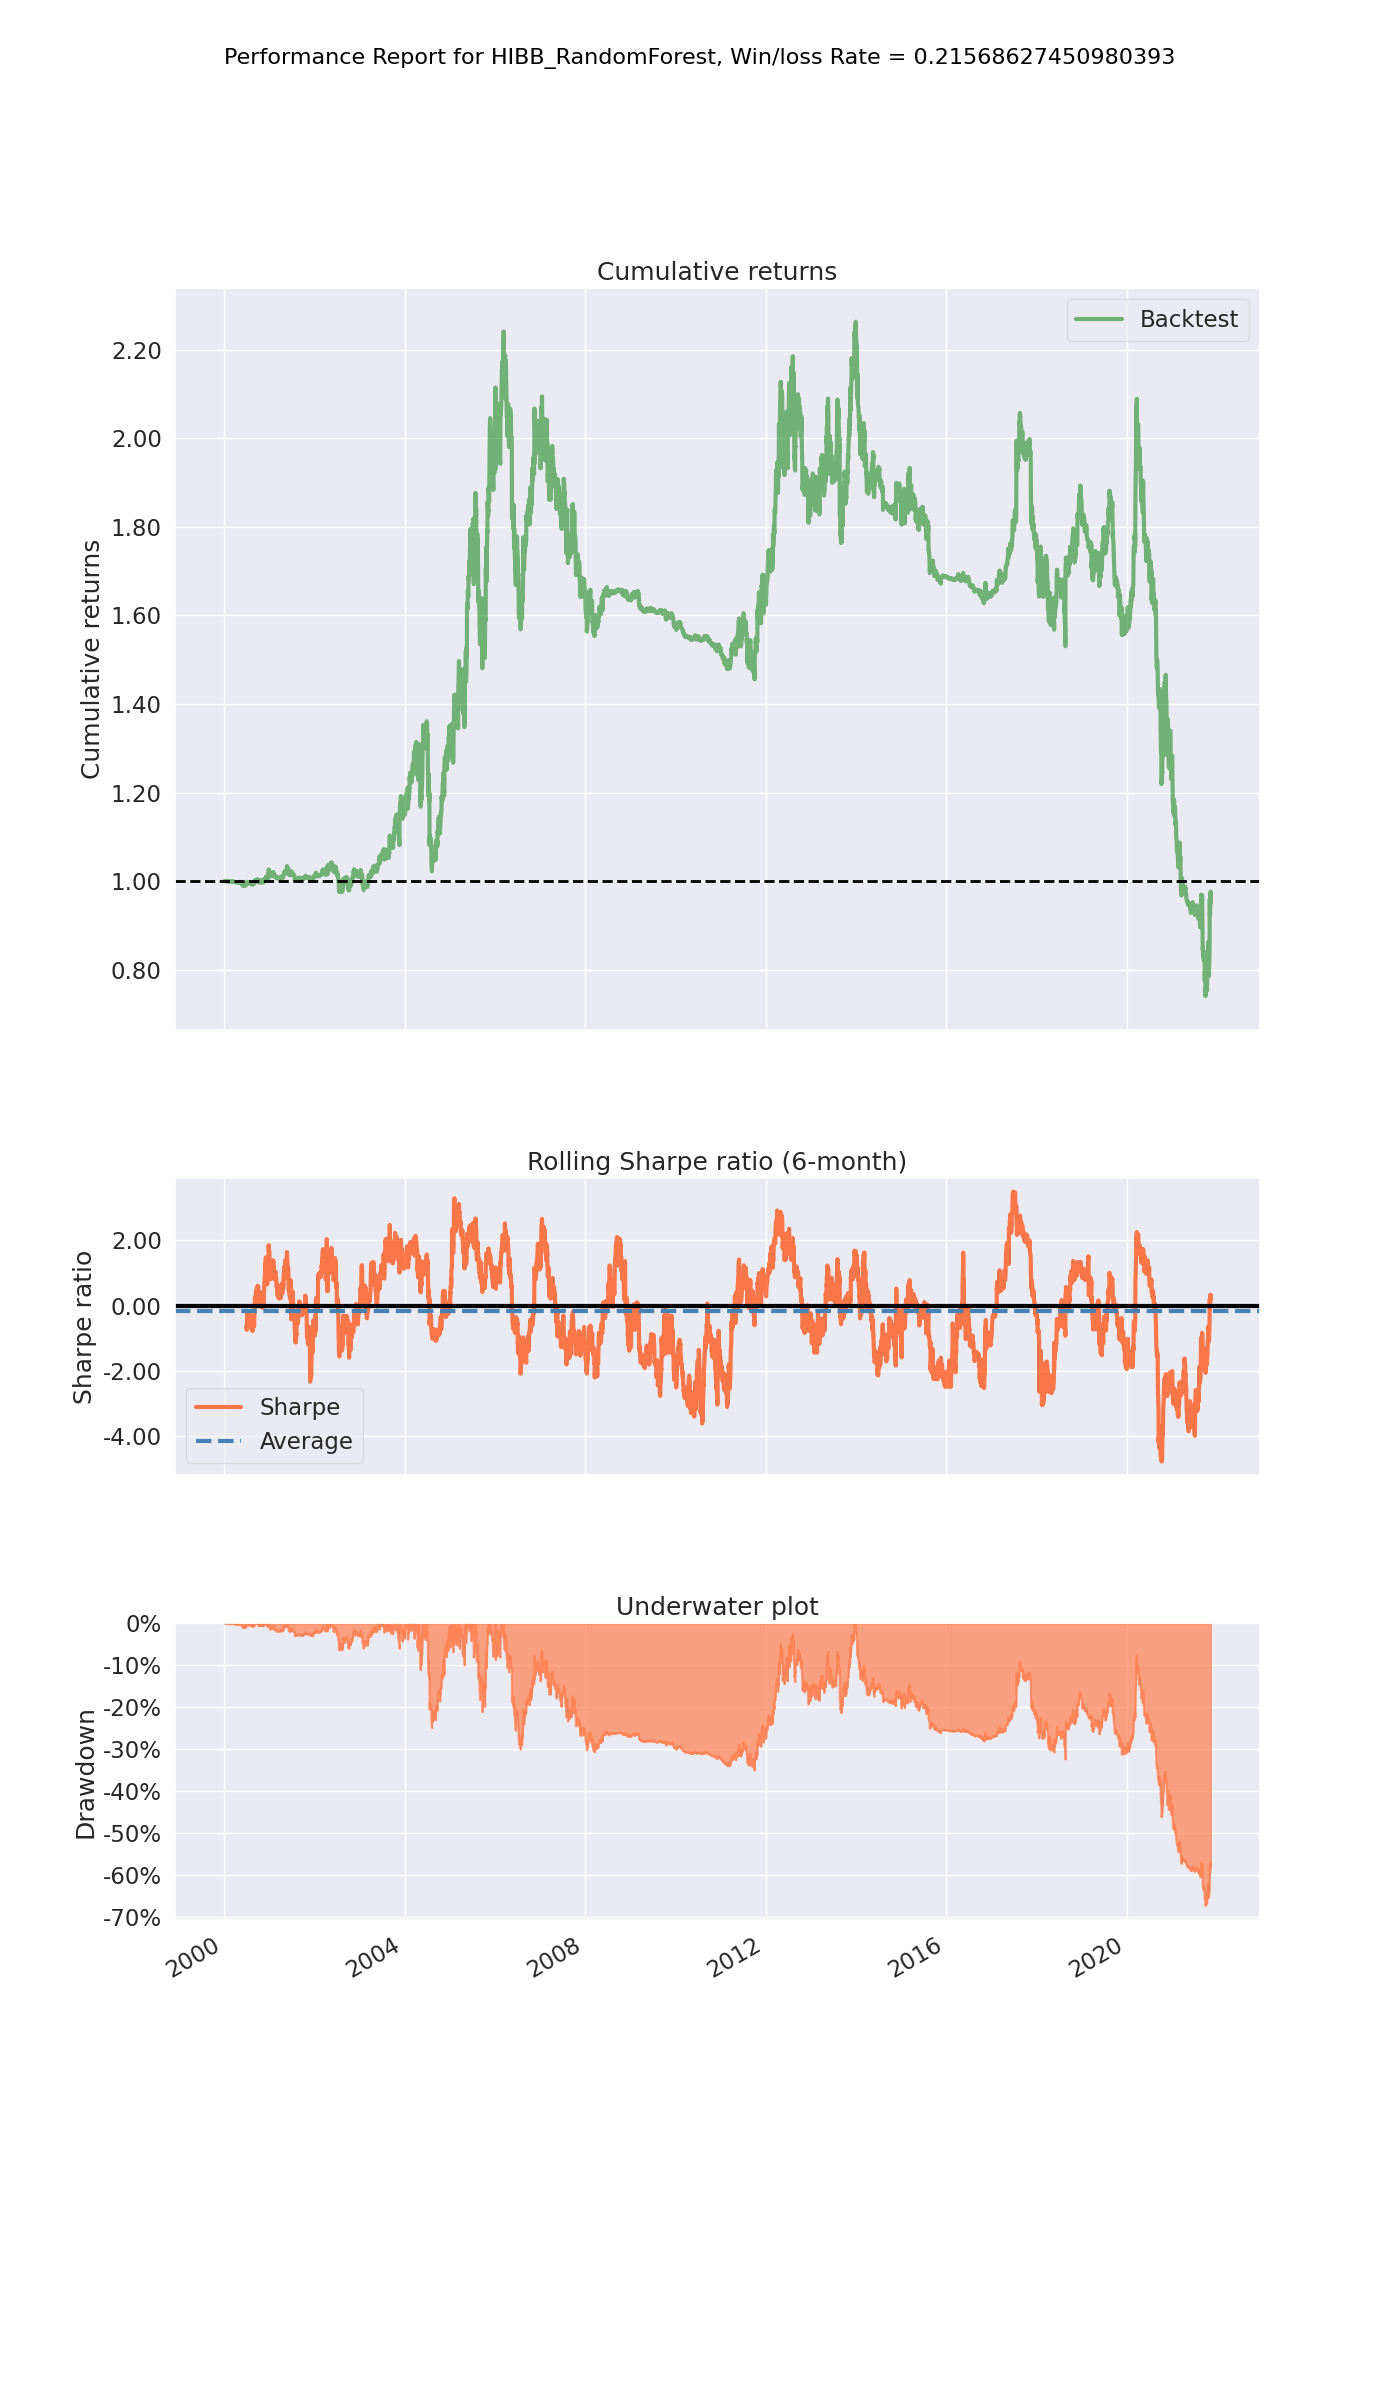 Performance Report for HIBB_RandomForest, Win/loss Rate = 0.21568627450980393
Cumulative returns
Backtest
Cumulative returns
2.20
2.00
1.80
1.60
1.40
1.20
1.00
0.80
Rolling Sharpe ratio (6-month)
Sharpe ratio
2.00
0.00
-2.00
-4.00
Sharpe
Average
Underwater plot
Drawdown
0%
-10%
-20%
-30%
-40%
-50%
-60%
-70%
2000
2004
2008
2012
2016
2020